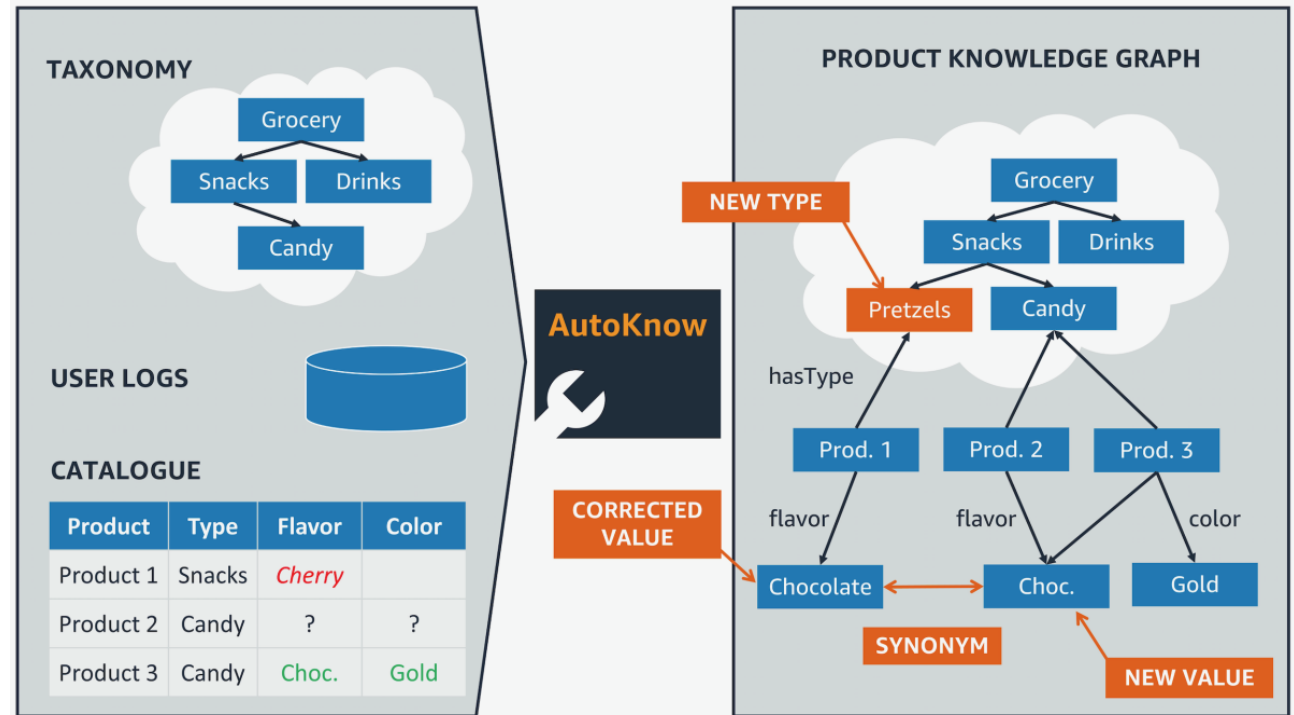 TAXONOMY
Grocery
Snacks Drinks
Candy
USER LOGS
CATALOGUE
Product Type Flavor Color
Product 1 Snacks Cherry
Product 2 Candy ? ?
Product 3 Candy Choc. Gold
AutoKnow
PRODUCT KNOWLEDGE GRAPH
Grocery
NEW TYPE
Snacks Drinks
Pretzels Candy
hasType
Prod. 1 Prod. 2 Prod. 3
CORRECTED
VALUE
flavor flavor color
Chocolate Choc. Gold
SYNONYM
NEW VALUE